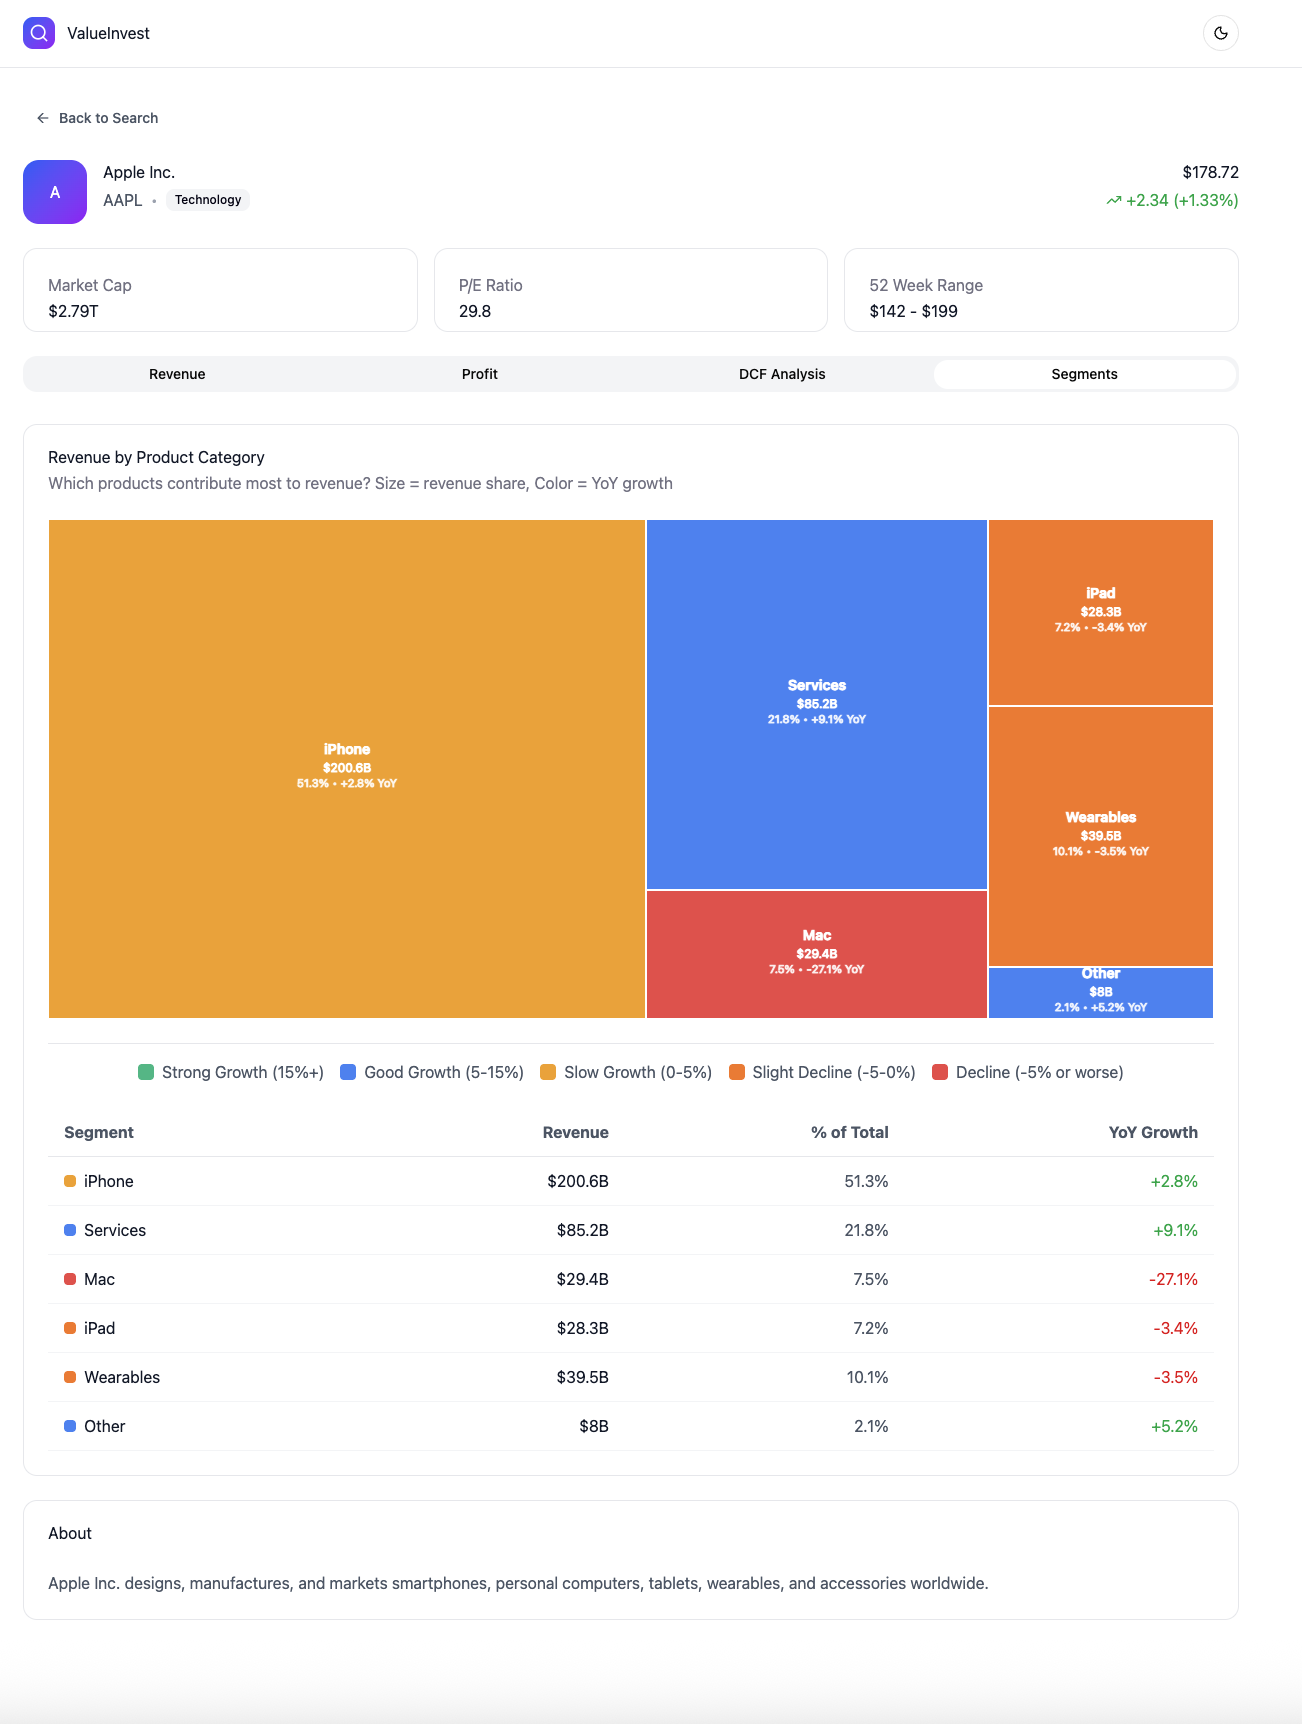 ValueInvest
Back to Search
A
Apple Inc.
AAPL • Technology
$178.72
+2.34 (+1.33%)
Market Cap
$2.79T
P/E Ratio
29.8
52 Week Range
$142 - $199
Revenue
Profit
DCF Analysis
Segments
Revenue by Product Category
Which products contribute most to revenue? Size = revenue share, Color = YoY growth
iPhone
$200.6B
51.3% • +2.8% YoY
Services
$85.2B
21.8% • +9.1% YoY
Mac
$29.4B
7.5% • -27.1% YoY
iPad
$28.3B
7.2% • -3.4% YoY
Wearables
$39.5B
10.1% • -3.5% YoY
Other
$8B
2.1% • +5.2% YoY
Strong Growth (15%+) Good Growth (5-15%) Slow Growth (0-5%) Slight Decline (-5-0%) Decline (-5% or worse)
Segment Revenue % of Total YoY Growth
iPhone $200.6B 51.3% +2.8%
Services $85.2B 21.8% +9.1%
Mac $29.4B 7.5% -27.1%
iPad $28.3B 7.2% -3.4%
Wearables $39.5B 10.1% -3.5%
Other $8B 2.1% +5.2%
About
Apple Inc. designs, manufactures, and markets smartphones, personal computers, tablets, wearables, and accessories worldwide.